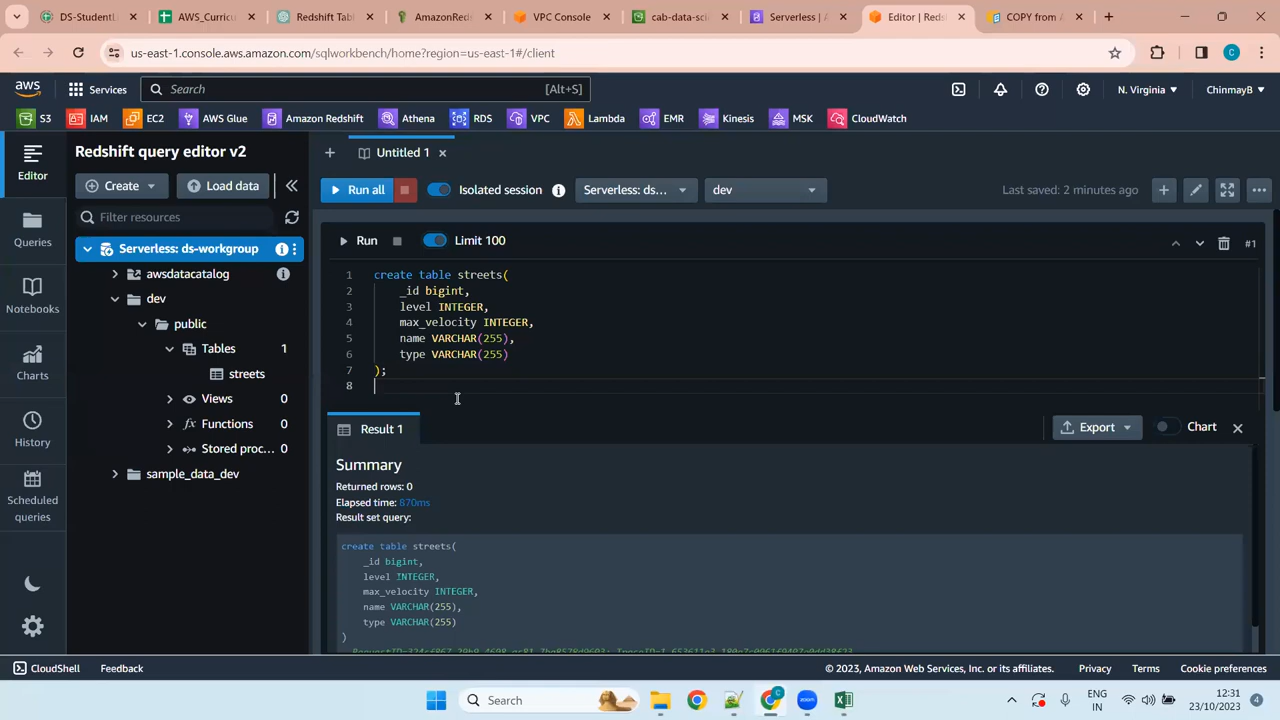 DS-StudentL
AWS_Curricu
Redshift Tabl
AmazonReds
VPC Console
cab-data-sci
Serverless | A
Editor | Reds
COPY from A
us-east-1.console.aws.amazon.com/sqlworkbench/home?region=us-east-1#/client
C
aws
Services
Search
[Alt+S]
N. Virginia
ChinmayB
S3
IAM
EC2
AWS Glue
Amazon Redshift
Athena
RDS
VPC
Lambda
EMR
Kinesis
MSK
CloudWatch
Editor
Queries
Notebooks
Charts
History
Scheduled
queries
Redshift query editor v2
Create
Load data
Filter resources
Serverless: ds-workgroup
awsdatacatalog
dev
public
Tables
1
streets
Views
0
Functions
0
Stored proc...
0
sample_data_dev
Untitled 1
Run all
Isolated session
Serverless: ds...
dev
Last saved: 2 minutes ago
Run
Limit 100
#1
1 create table streets(
2 _id bigint,
3 level INTEGER,
4 max_velocity INTEGER,
5 name VARCHAR(255),
6 type VARCHAR(255)
7 );
8
Result 1
Export
Chart
Summary
Returned rows: 0
Elapsed time: 870ms
Result set query:
create table streets(
_id bigint,
level INTEGER,
max_velocity INTEGER,
name VARCHAR(255),
type VARCHAR(255)
)
CloudShell
Feedback
© 2023, Amazon Web Services, Inc. or its affiliates.
Privacy
Terms
Cookie preferences
Search
ENG
IN
12:31
23/10/2023
4